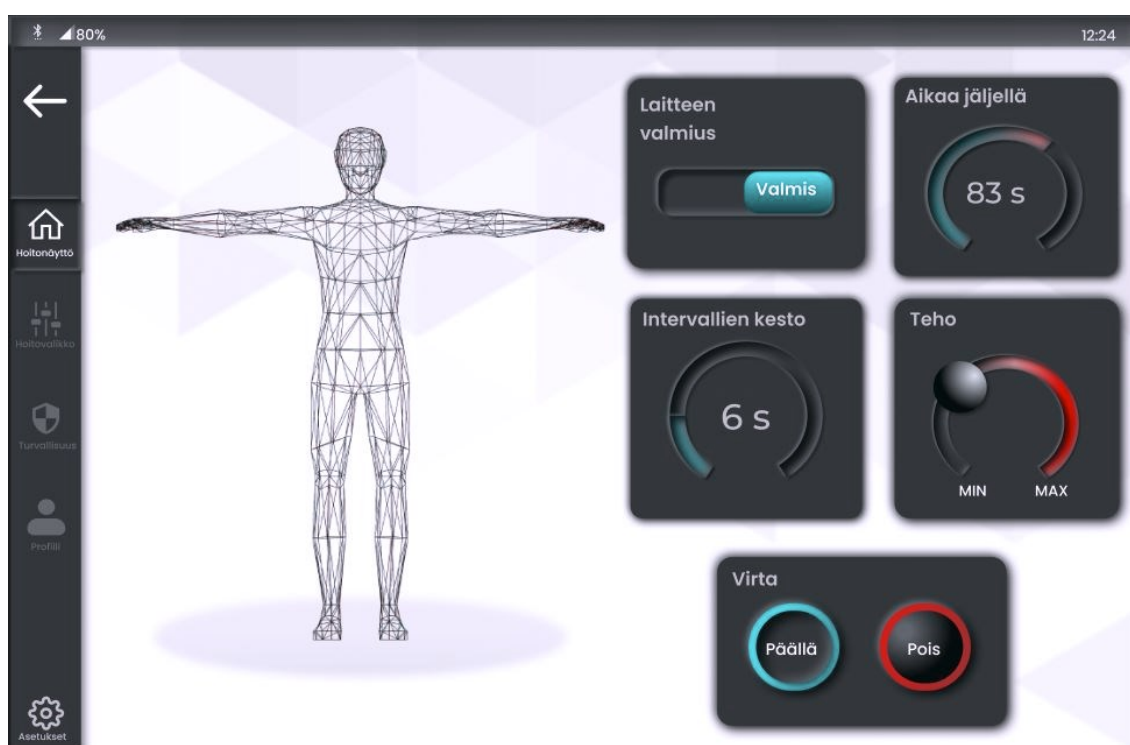 80%
12:24
Hoitonäyttö
Hoitovalikko
Turvallisuus
Profiili
Asetukset
Laitteen
valmius
Valmis
Aikaa jäljellä
83 s
Intervallien kesto
6 s
Teho
MIN MAX
Virta
Päällä Pois